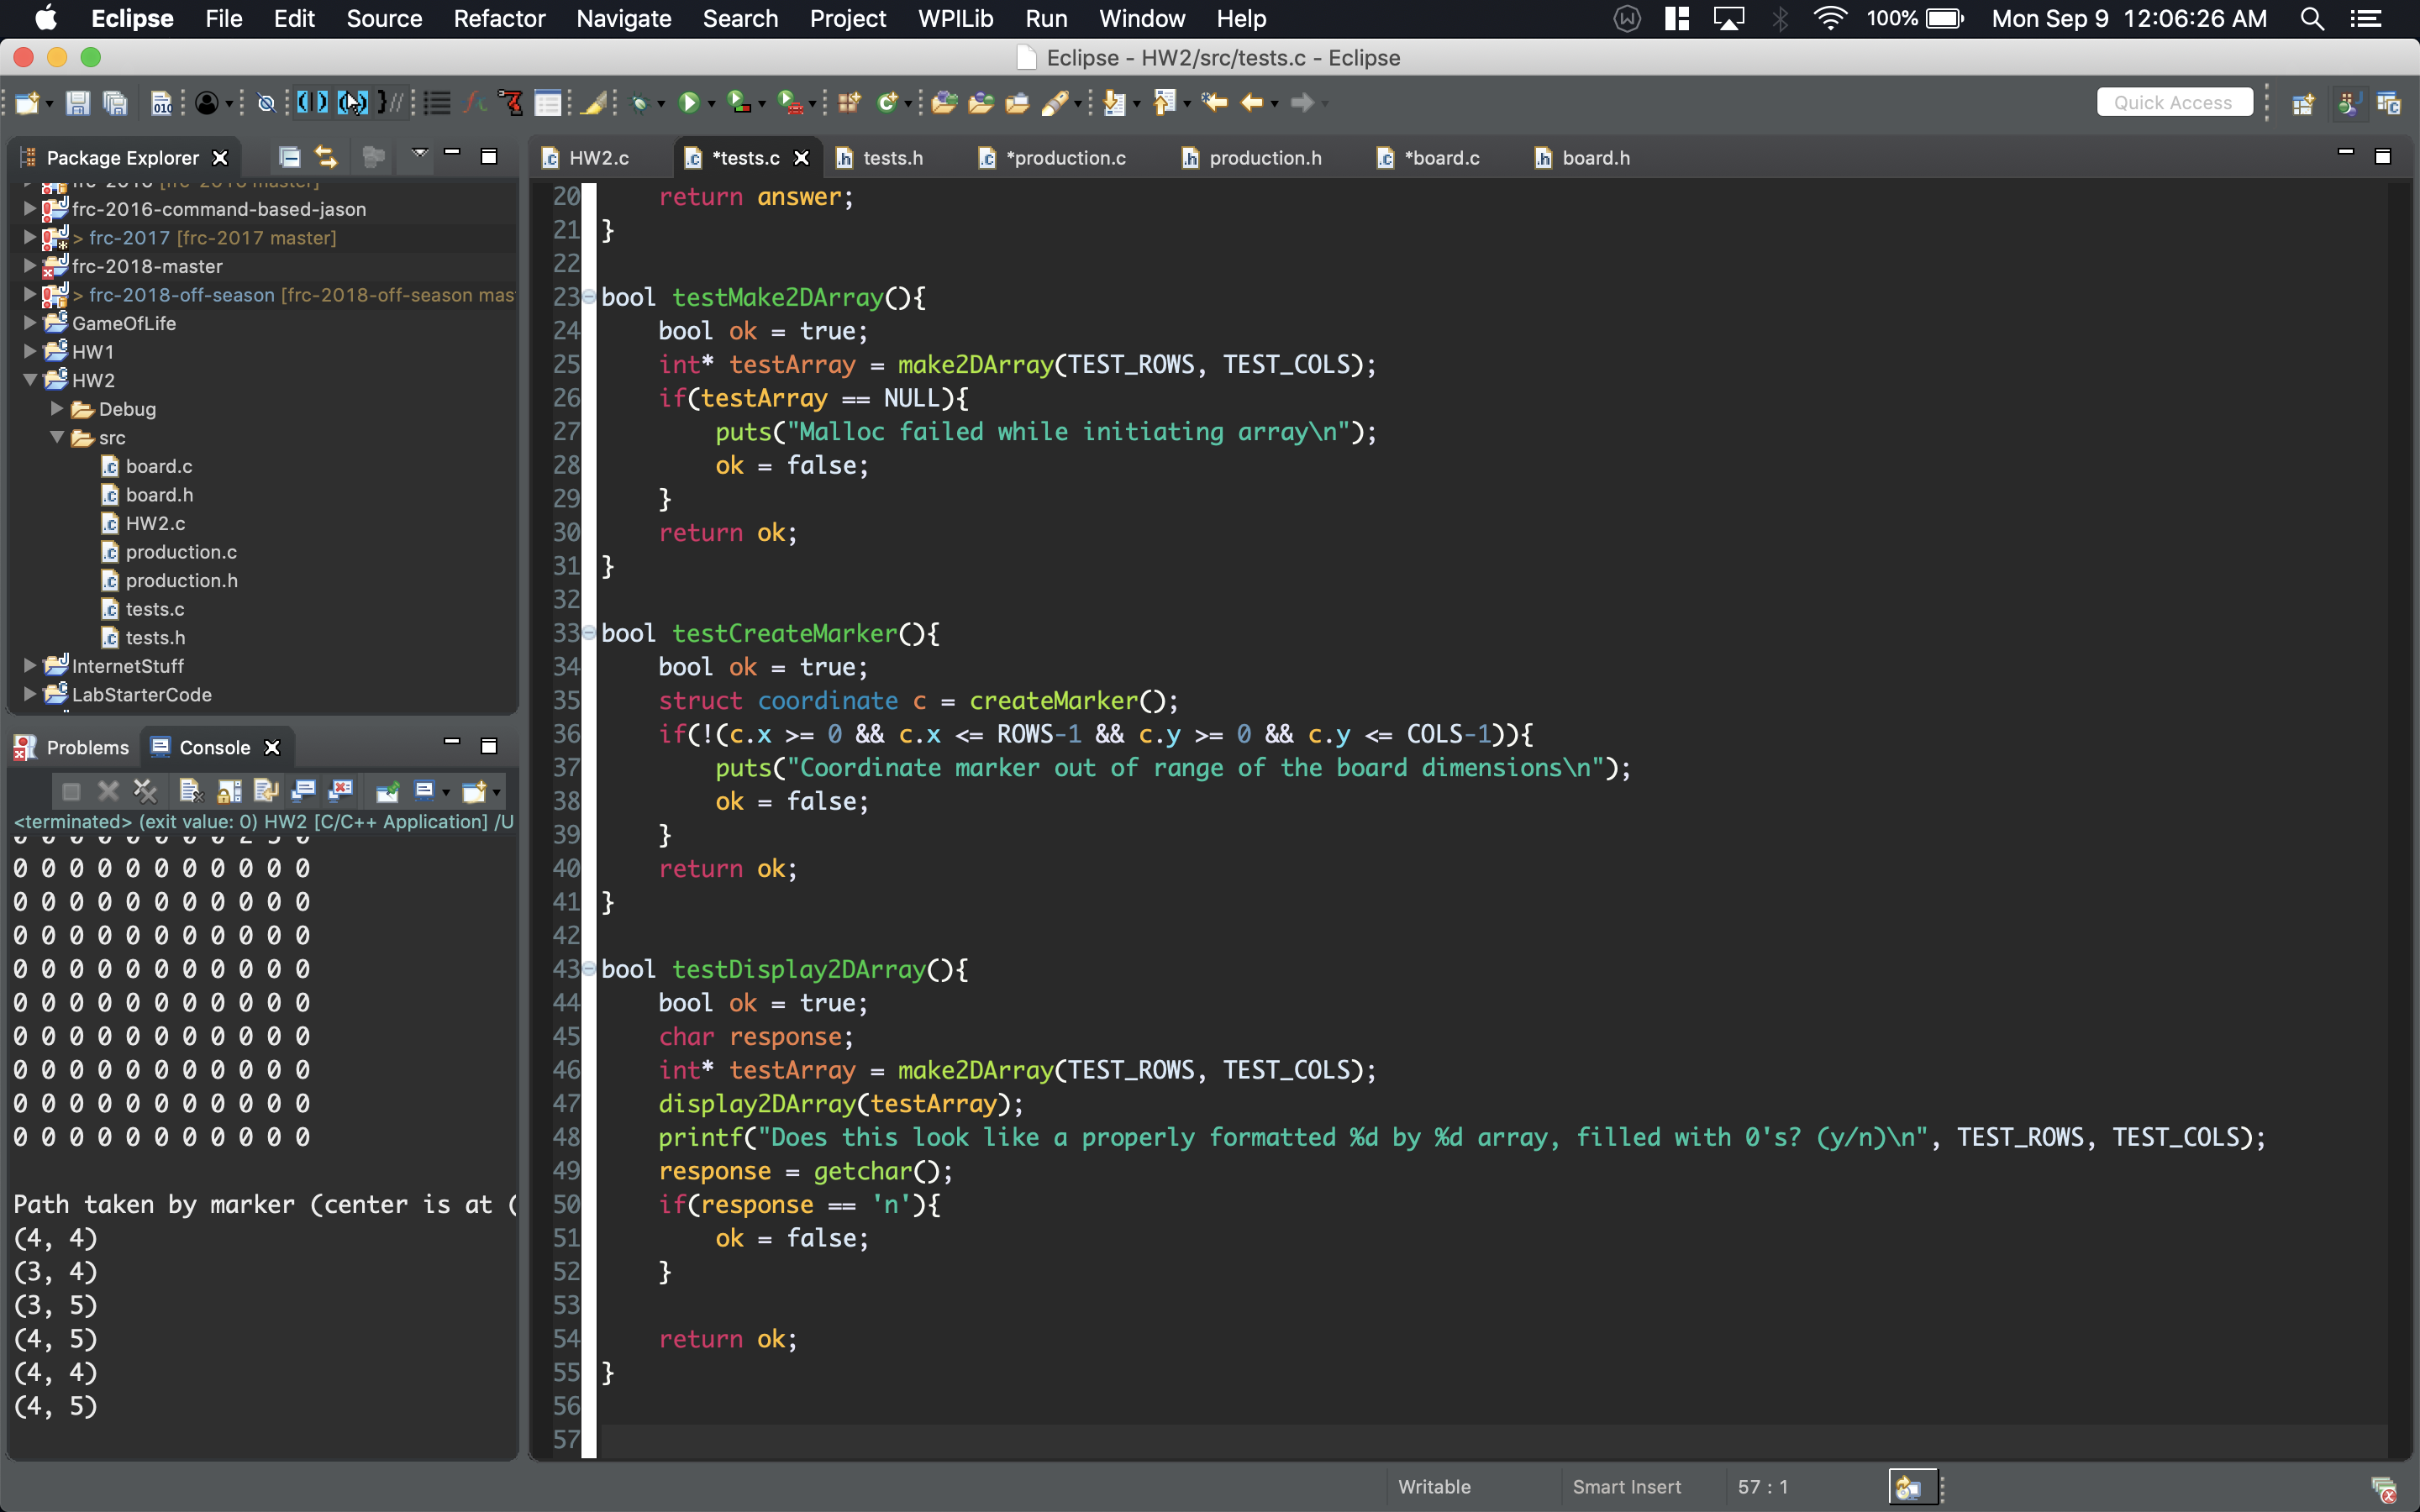 Eclipse File Edit Source Refactor Navigate Search Project WPILib Run Window Help 100% Mon Sep 9 12:06:26 AM
Eclipse - HW2/src/tests.c - Eclipse
Quick Access
Package Explorer
frc-2016-command-based-jason
> frc-2017 [frc-2017 master]
frc-2018-master
> frc-2018-off-season [frc-2018-off-season mas
GameOfLife
HW1
HW2
Debug
src
board.c
board.h
HW2.c
production.c
production.h
tests.c
tests.h
InternetStuff
LabStarterCode
Problems Console
<terminated> (exit value: 0) HW2 [C/C++ Application] /U
0 0 0 0 0 0 0 0 0 0 0
0 0 0 0 0 0 0 0 0 0 0
0 0 0 0 0 0 0 0 0 0 0
0 0 0 0 0 0 0 0 0 0 0
0 0 0 0 0 0 0 0 0 0 0
0 0 0 0 0 0 0 0 0 0 0
0 0 0 0 0 0 0 0 0 0 0
0 0 0 0 0 0 0 0 0 0 0
0 0 0 0 0 0 0 0 0 0 0
Path taken by marker (center is at (
(4, 4)
(3, 4)
(3, 5)
(4, 5)
(4, 4)
(4, 5)
HW2.c *tests.c tests.h *production.c production.h *board.c board.h
20 return answer;
21 }
22
23 bool testMake2DArray(){
24 bool ok = true;
25 int* testArray = make2DArray(TEST_ROWS, TEST_COLS);
26 if(testArray == NULL){
27 puts("Malloc failed while initiating array\n");
28 ok = false;
29 }
30 return ok;
31 }
32
33 bool testCreateMarker(){
34 bool ok = true;
35 struct coordinate c = createMarker();
36 if(!(c.x >= 0 && c.x <= ROWS-1 && c.y >= 0 && c.y <= COLS-1)){
37 puts("Coordinate marker out of range of the board dimensions\n");
38 ok = false;
39 }
40 return ok;
41 }
42
43 bool testDisplay2DArray(){
44 bool ok = true;
45 char response;
46 int* testArray = make2DArray(TEST_ROWS, TEST_COLS);
47 display2DArray(testArray);
48 printf("Does this look like a properly formatted %d by %d array, filled with 0's? (y/n)\n", TEST_ROWS, TEST_COLS);
49 response = getchar();
50 if(response == 'n'){
51 ok = false;
52 }
53
54 return ok;
55 }
56
57
Writable Smart Insert 57 : 1